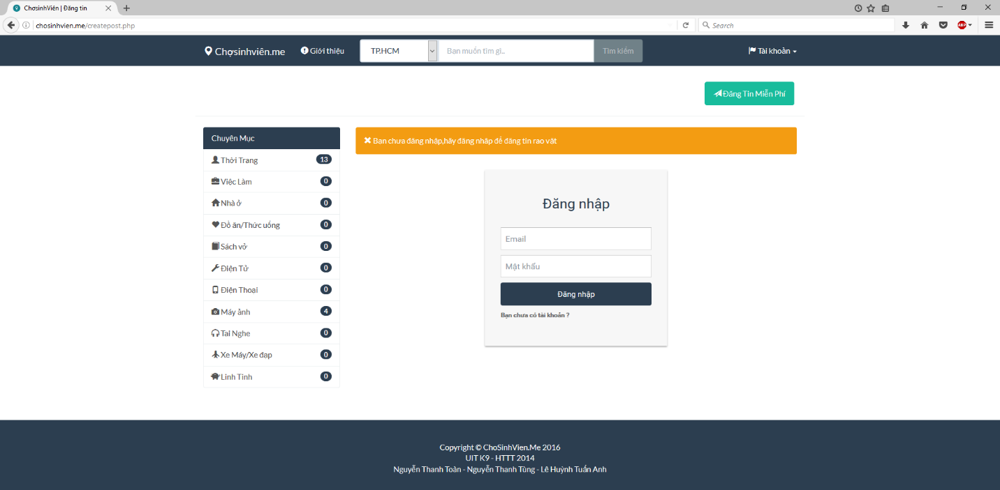 ChợsinhViên | Đăng tin
chosinhvien.me/createpost.php
Search
ABP
Chợsinhviên.me
Giới thiệu
TP.HCM
Bạn muốn tìm gì..
Tìm kiếm
Tài khoản
Đăng Tin Miễn Phí
Chuyên Mục
Thời Trang 13
Việc Làm 0
Nhà ở 0
Đồ ăn/Thức uống 0
Sách vở 0
Điện Tử 0
Điện Thoại 0
Máy ảnh 4
Tai Nghe 0
Xe Máy/Xe đạp 0
Linh Tinh 0
Bạn chưa đăng nhập,hãy đăng nhập để đăng tin rao vặt
Đăng nhập
Email
Mật khẩu
Đăng nhập
Bạn chưa có tài khoản ?
Copyright © ChoSinhVien.Me 2016
UIT K9 - HTTT 2014
Nguyễn Thanh Toàn - Nguyễn Thanh Tùng - Lê Huỳnh Tuấn Anh